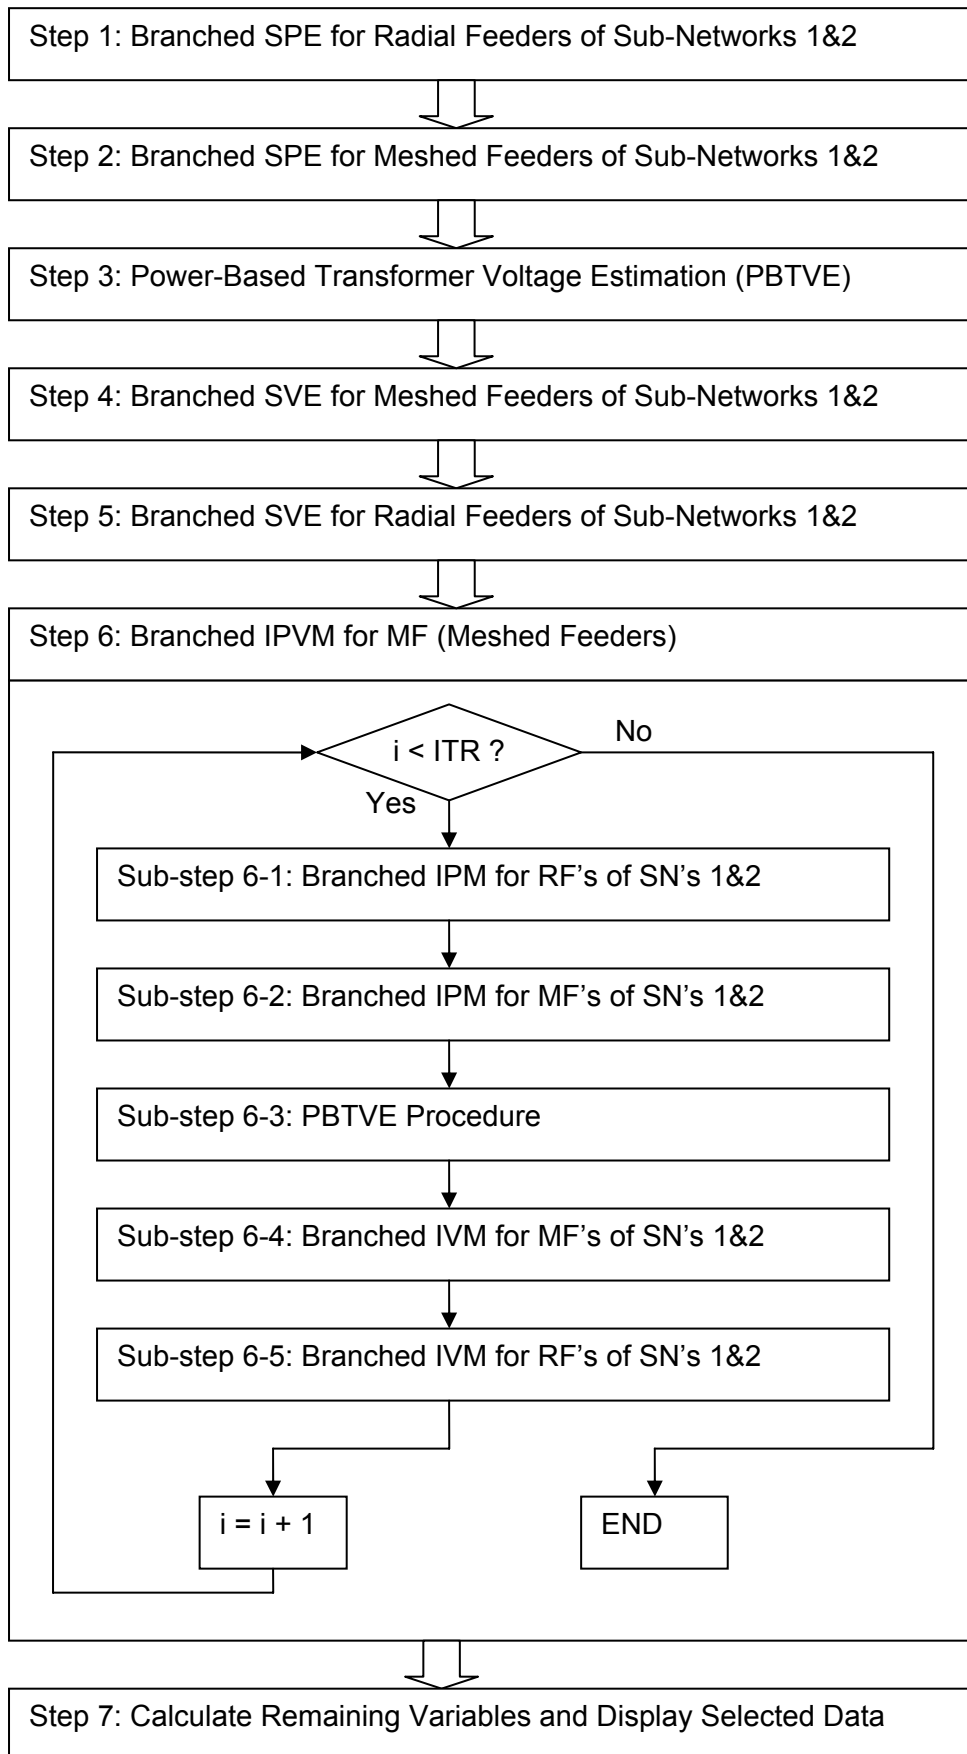 Step 1: Branched SPE for Radial Feeders of Sub-Networks 1&2
Step 2: Branched SPE for Meshed Feeders of Sub-Networks 1&2
Step 3: Power-Based Transformer Voltage Estimation (PBTVE)
Step 4: Branched SVE for Meshed Feeders of Sub-Networks 1&2
Step 5: Branched SVE for Radial Feeders of Sub-Networks 1&2
Step 6: Branched IPVM for MF (Meshed Feeders)
i < ITR ?
No
Yes
Sub-step 6-1: Branched IPM for RF’s of SN’s 1&2
Sub-step 6-2: Branched IPM for MF’s of SN’s 1&2
Sub-step 6-3: PBTVE Procedure
Sub-step 6-4: Branched IVM for MF’s of SN’s 1&2
Sub-step 6-5: Branched IVM for RF’s of SN’s 1&2
i = i + 1
END
Step 7: Calculate Remaining Variables and Display Selected Data